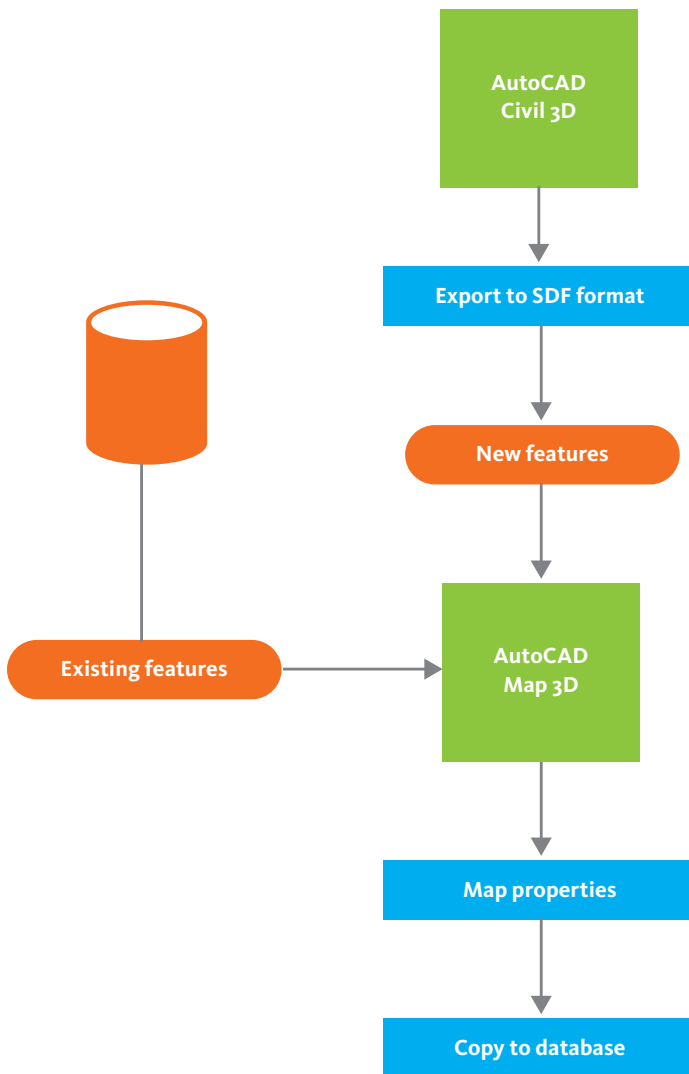 AutoCAD
Civil 3D
Export to SDF format
New features
Existing features
AutoCAD
Map 3D
Map properties
Copy to database